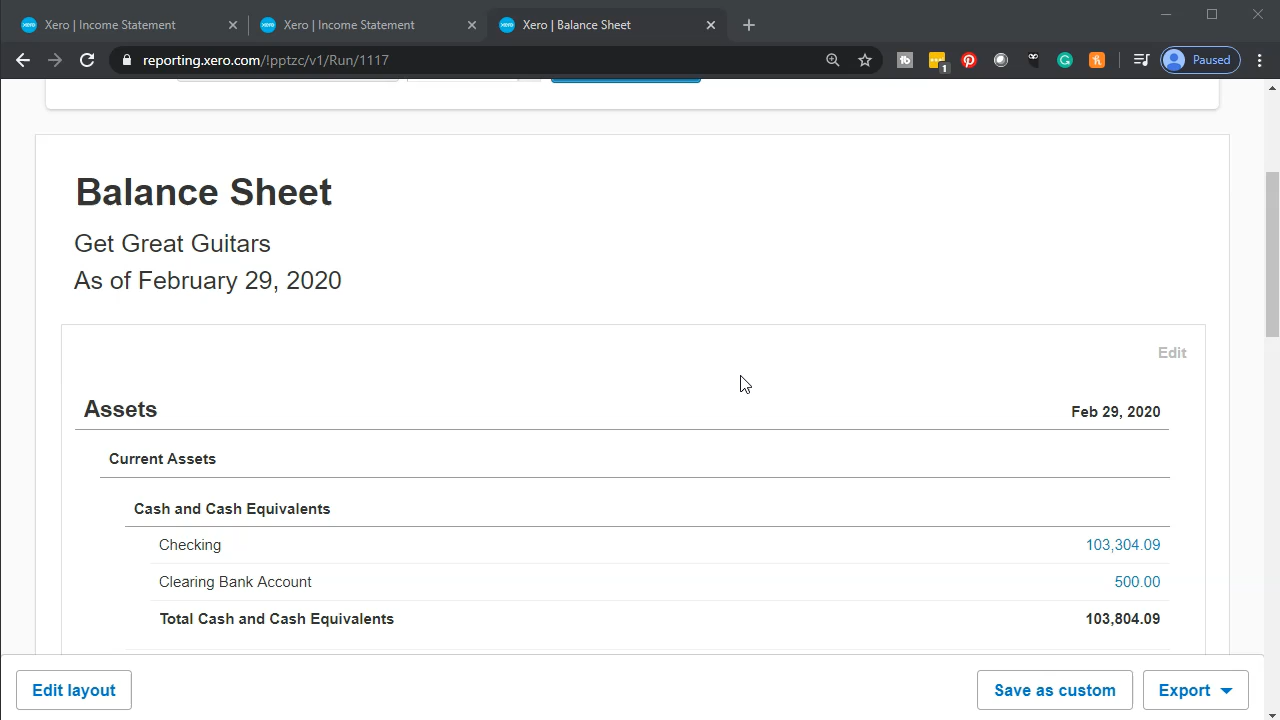 Xero | Income Statement
Xero | Income Statement
Xero | Balance Sheet
reporting.xero.com/!pptzc/v1/Run/1117
1
Paused
Balance Sheet
Get Great Guitars
As of February 29, 2020
Edit
Assets Feb 29, 2020
Current Assets
Cash and Cash Equivalents
Checking 103,304.09
Clearing Bank Account 500.00
Total Cash and Cash Equivalents 103,804.09
Edit layout Save as custom Export